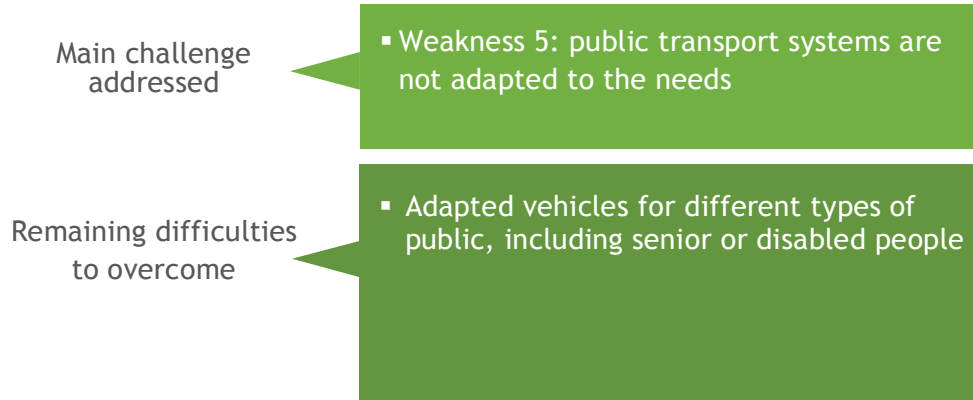 Main challenge
addressed
▪ Weakness 5: public transport systems are
not adapted to the needs
Remaining difficulties
to overcome
▪ Adapted vehicles for different types of
public, including senior or disabled people